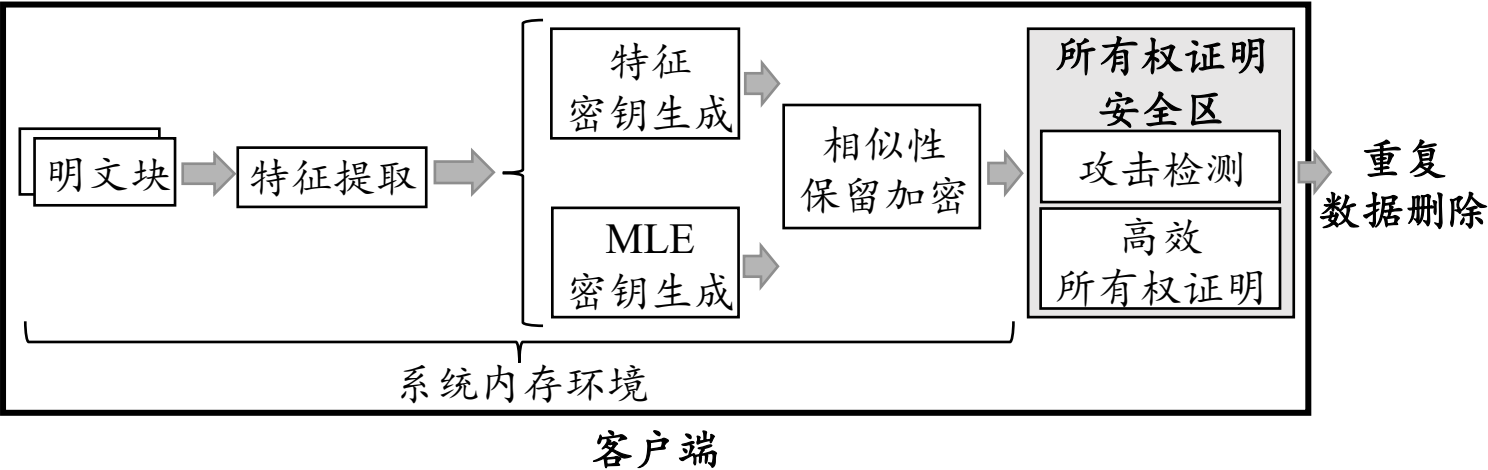 明文块
特征提取
特征
密钥生成
MLE
密钥生成
相似性
保留加密
所有权证明
安全区
攻击检测
高效
所有权证明
重复
数据删除
系统内存环境
客户端